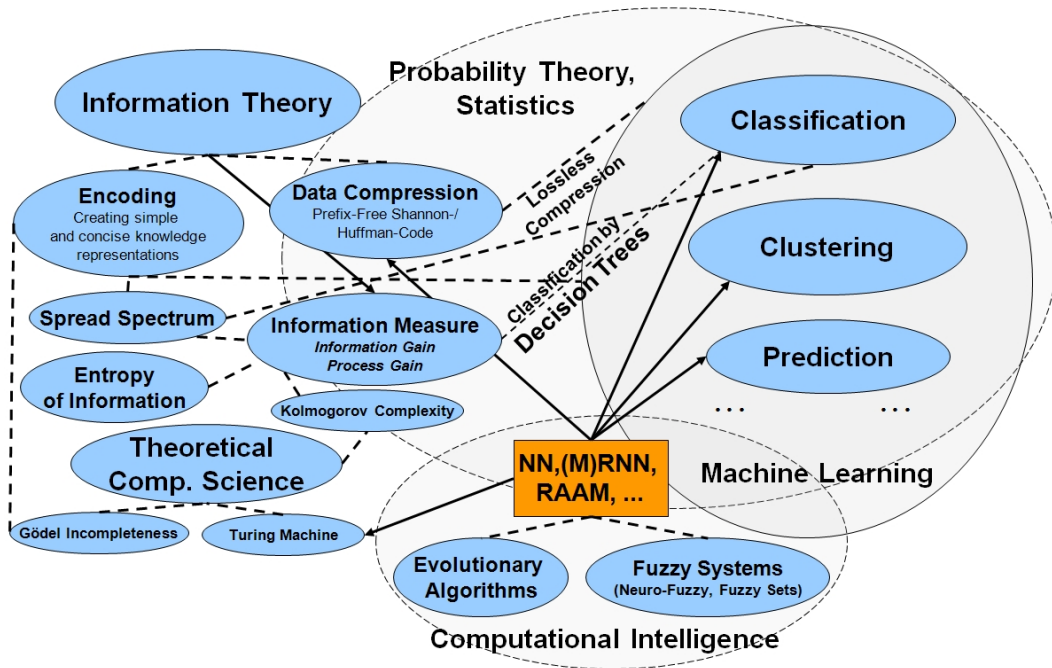 Probability Theory,
Statistics
Information Theory
Classification
Encoding
Creating simple
and concise knowledge
representations
Data Compression
Prefix-Free Shannon-/
Huffman-Code
Lossless
Compression
Clustering
Classification by
Decision Trees
Spread Spectrum
Information Measure
Information Gain
Process Gain
Prediction
Entropy
of Information
Kolmogorov Complexity
... ...
Theoretical
Comp. Science
NN,(M)RNN,
RAAM, ...
Machine Learning
Gödel Incompleteness
Turing Machine
Evolutionary
Algorithms
Fuzzy Systems
(Neuro-Fuzzy, Fuzzy Sets)
Computational Intelligence